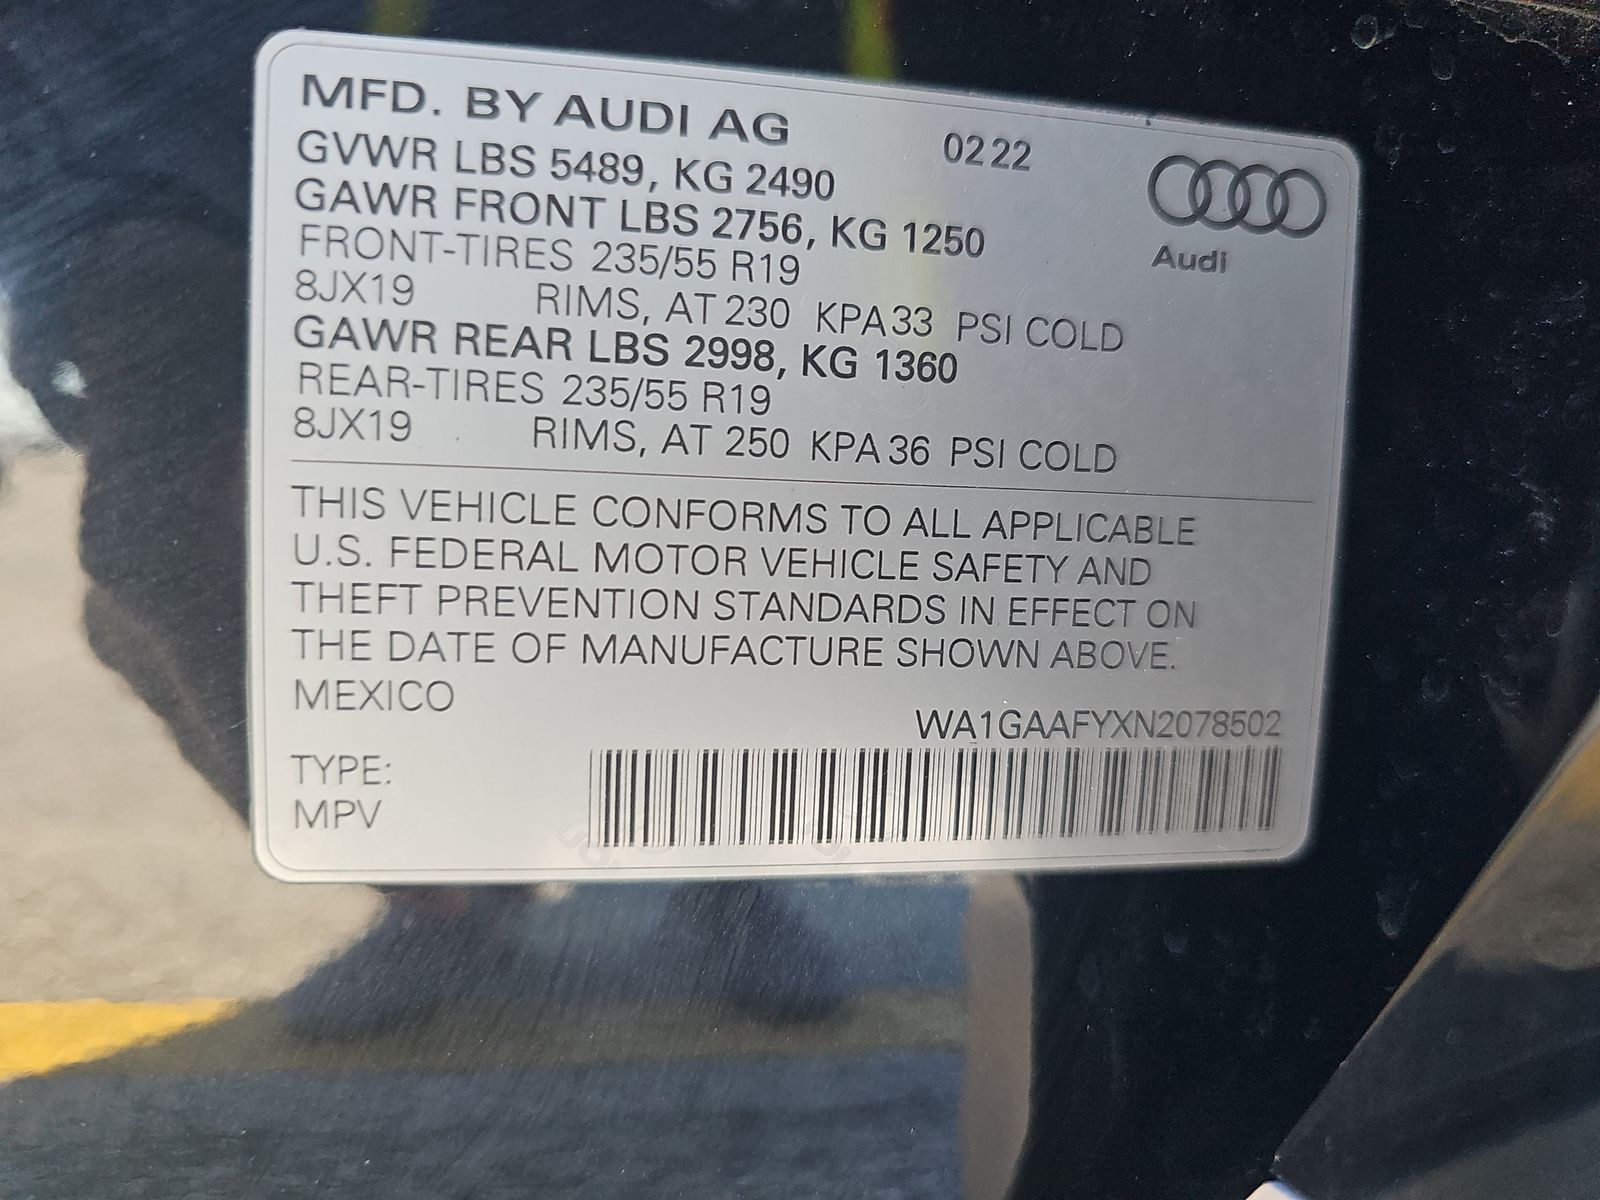 MFD. BY AUDI AG 0222
GVWR LBS 5489, KG 2490
GAWR FRONT LBS 2756, KG 1250
Audi
FRONT-TIRES 235/55 R19
8JX19 RIMS, AT 230 KPA 33 PSI COLD
GAWR REAR LBS 2998, KG 1360
REAR-TIRES 235/55 R19
8JX19 RIMS, AT 250 KPA 36 PSI COLD
THIS VEHICLE CONFORMS TO ALL APPLICABLE
U.S. FEDERAL MOTOR VEHICLE SAFETY AND
THEFT PREVENTION STANDARDS IN EFFECT ON
THE DATE OF MANUFACTURE SHOWN ABOVE.
MEXICO
WA1GAAFYXN2078502
TYPE:
MPV